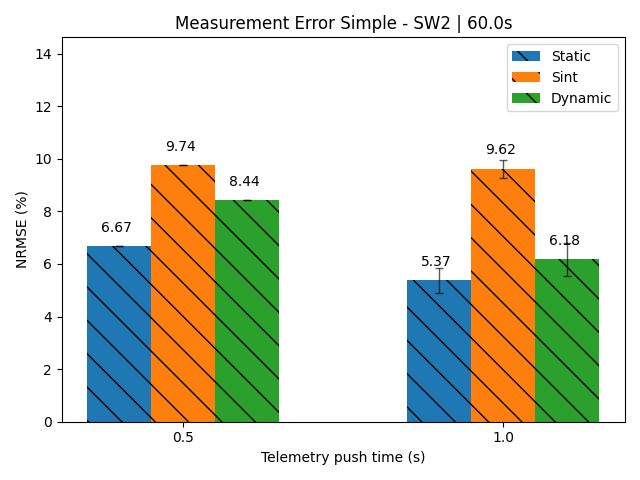 Measurement Error Simple - SW2 | 60.0s
NRMSE (%)
14
12
10
8
6
4
2
0
Static
Sint
Dynamic
6.67
9.74
8.44
5.37
9.62
6.18
0.5
1.0
Telemetry push time (s)